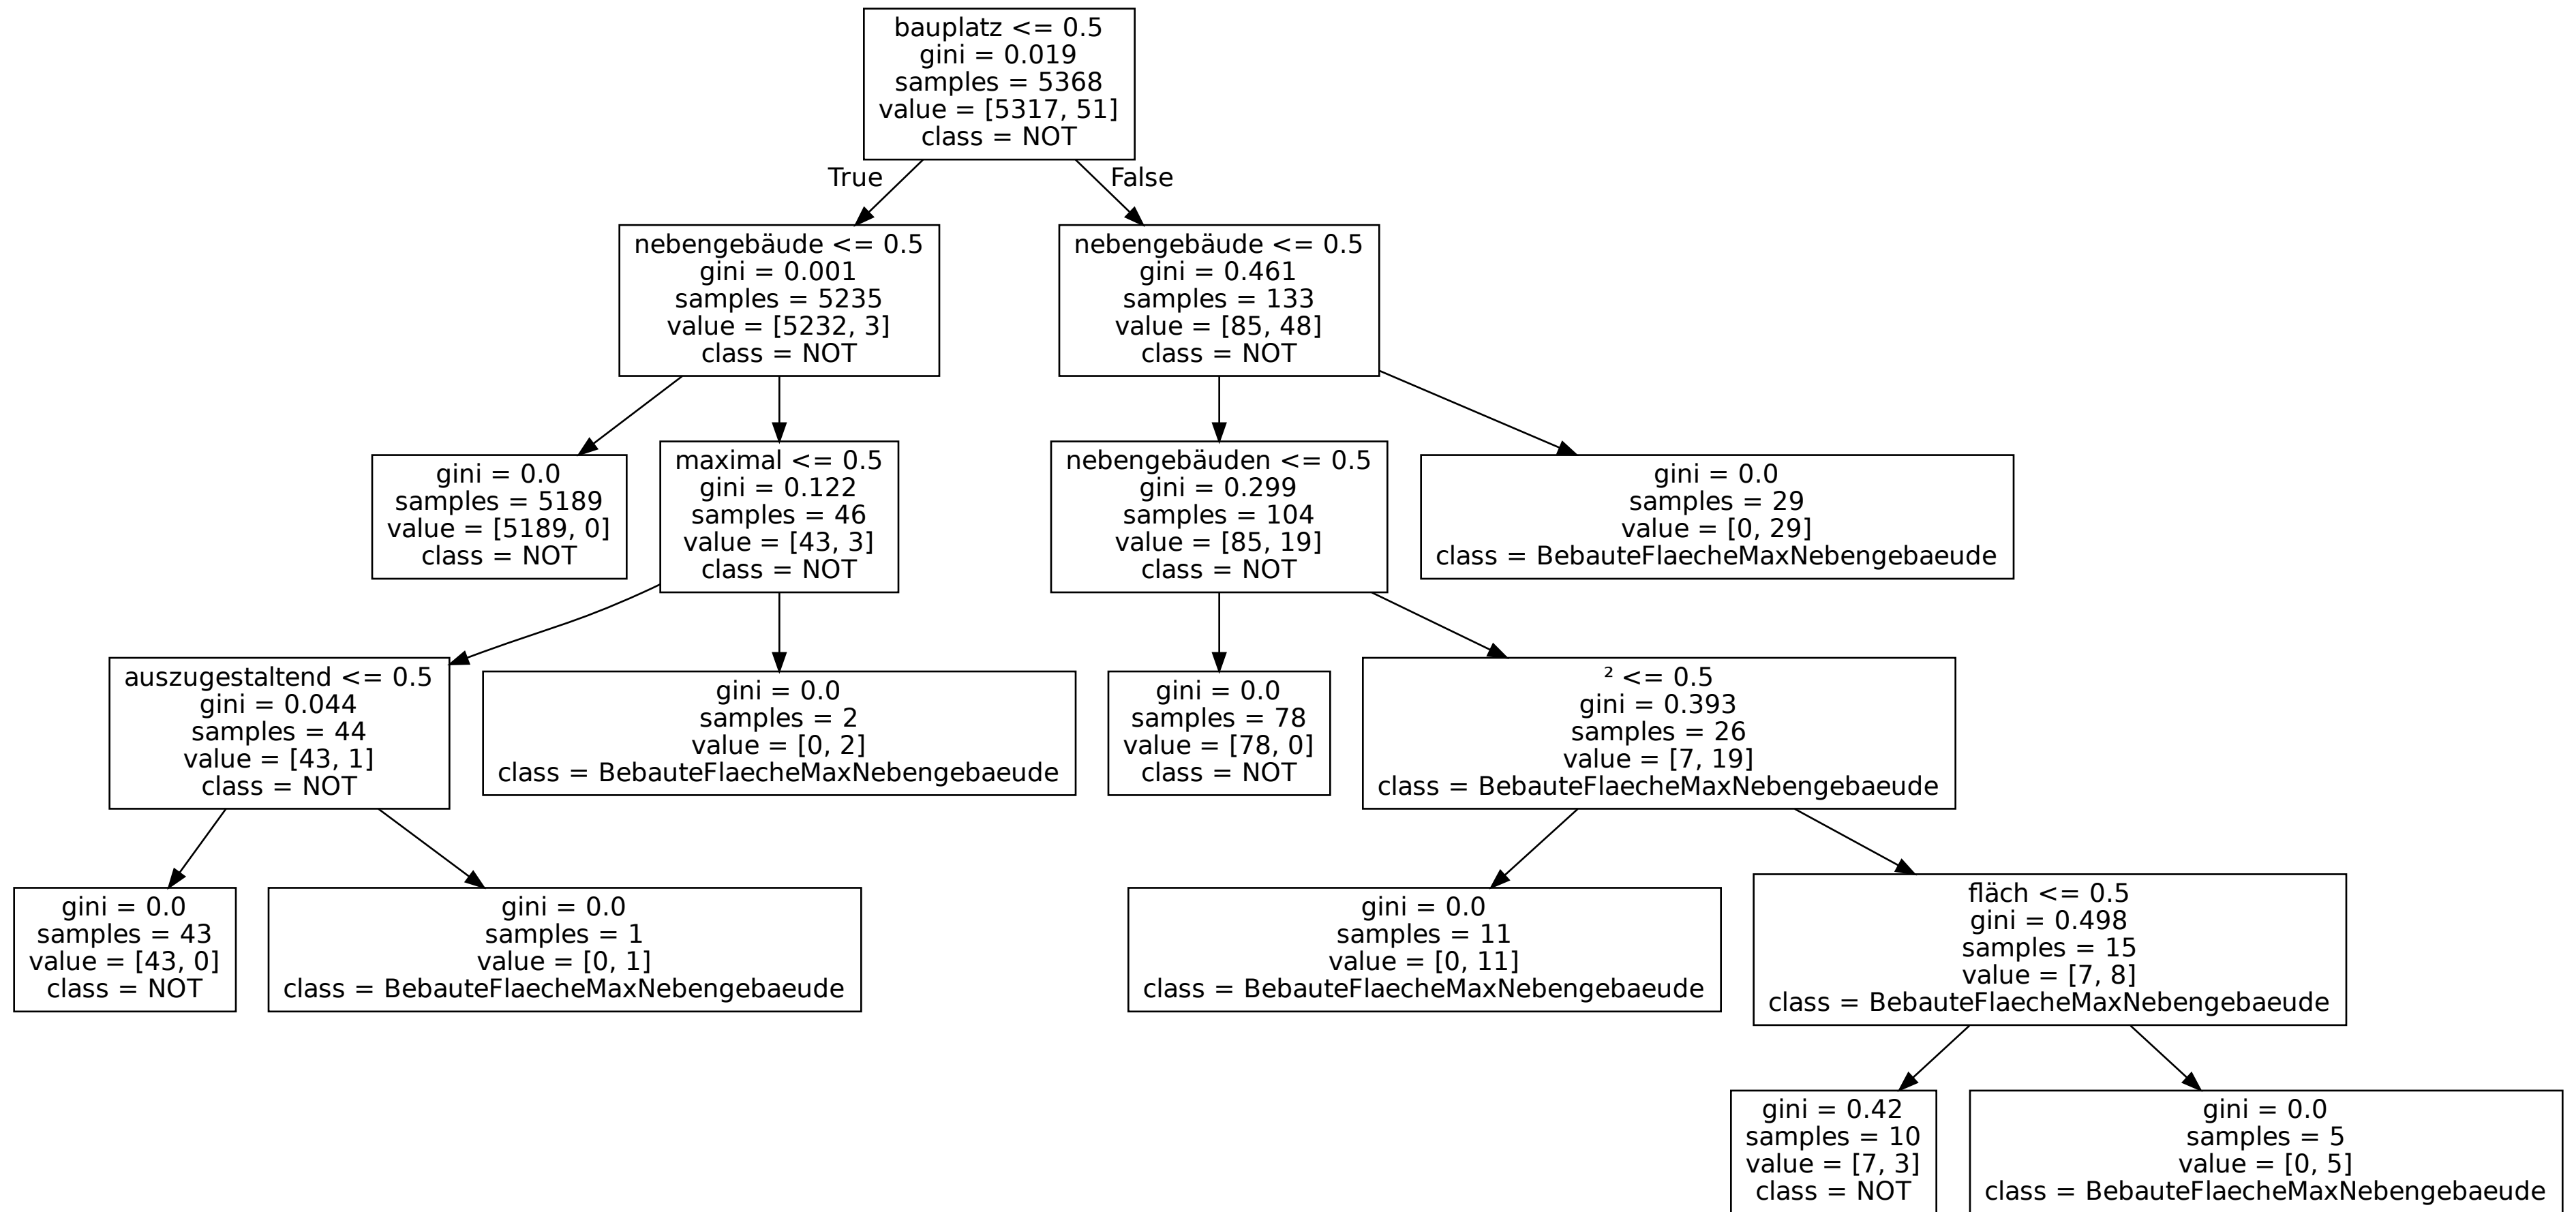 bauplatz <= 0.5
gini = 0.019
samples = 5368
value = [5317, 51]
class = NOT
True
False
nebengebäude <= 0.5
gini = 0.001
samples = 5235
value = [5232, 3]
class = NOT
nebengebäude <= 0.5
gini = 0.461
samples = 133
value = [85, 48]
class = NOT
gini = 0.0
samples = 5189
value = [5189, 0]
class = NOT
maximal <= 0.5
gini = 0.122
samples = 46
value = [43, 3]
class = NOT
nebengebäuden <= 0.5
gini = 0.299
samples = 104
value = [85, 19]
class = NOT
gini = 0.0
samples = 29
value = [0, 29]
class = BebauteFlaecheMaxNebengebaeude
auszugestaltend <= 0.5
gini = 0.044
samples = 44
value = [43, 1]
class = NOT
gini = 0.0
samples = 2
value = [0, 2]
class = BebauteFlaecheMaxNebengebaeude
gini = 0.0
samples = 78
value = [78, 0]
class = NOT
² <= 0.5
gini = 0.393
samples = 26
value = [7, 19]
class = BebauteFlaecheMaxNebengebaeude
gini = 0.0
samples = 43
value = [43, 0]
class = NOT
gini = 0.0
samples = 1
value = [0, 1]
class = BebauteFlaecheMaxNebengebaeude
gini = 0.0
samples = 11
value = [0, 11]
class = BebauteFlaecheMaxNebengebaeude
fläch <= 0.5
gini = 0.498
samples = 15
value = [7, 8]
class = BebauteFlaecheMaxNebengebaeude
gini = 0.42
samples = 10
value = [7, 3]
class = NOT
gini = 0.0
samples = 5
value = [0, 5]
class = BebauteFlaecheMaxNebengebaeude